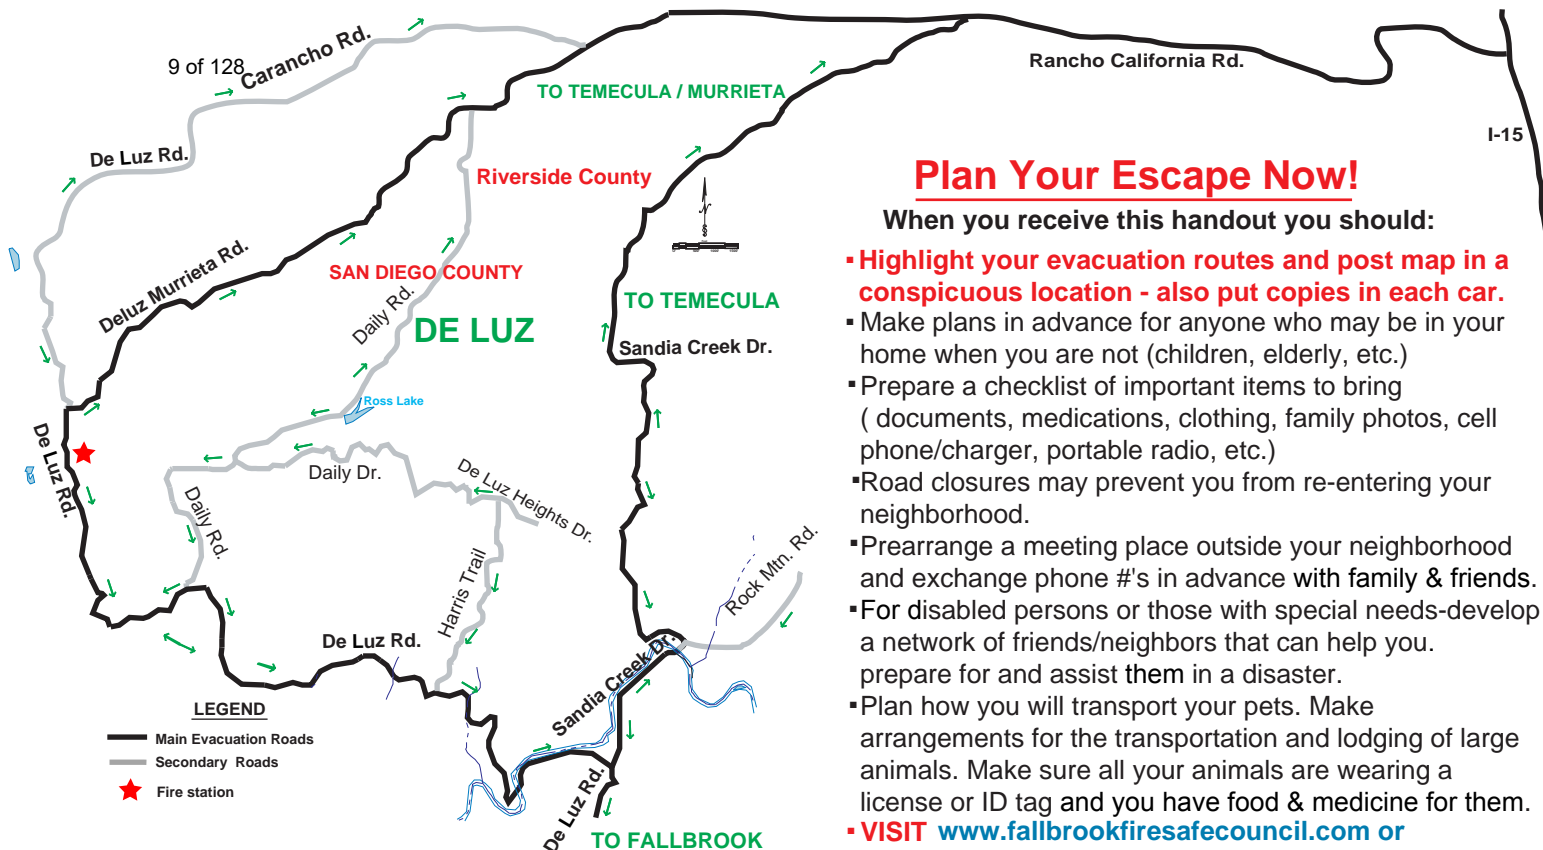 9 of 128
Carancho Rd.
Rancho California Rd.
TO TEMECULA / MURRIETA
I-15
De Luz Rd.
Riverside County
N
S
Deluz Murrieta Rd.
SAN DIEGO COUNTY
Daily Rd.
DE LUZ
TO TEMECULA
Sandia Creek Dr.
Ross Lake
De Luz Rd.
Daily Dr.
De Luz Heights Dr.
Daily Rd.
Harris Trail
Rock Mtn. Rd.
De Luz Rd.
Sandia Creek Dr.
LEGEND
Main Evacuation Roads
Secondary Roads
Fire station
De Luz Rd.
TO FALLBROOK
Plan Your Escape Now!
When you receive this handout you should:
▪ Highlight your evacuation routes and post map in a
conspicuous location - also put copies in each car.
▪ Make plans in advance for anyone who may be in your
home when you are not (children, elderly, etc.)
▪ Prepare a checklist of important items to bring
( documents, medications, clothing, family photos, cell
phone/charger, portable radio, etc.)
▪ Road closures may prevent you from re-entering your
neighborhood.
▪ Prearrange a meeting place outside your neighborhood
and exchange phone #'s in advance with family & friends.
▪ For disabled persons or those with special needs-develop
a network of friends/neighbors that can help you.
prepare for and assist them in a disaster.
▪ Plan how you will transport your pets. Make
arrangements for the transportation and lodging of large
animals. Make sure all your animals are wearing a
license or ID tag and you have food & medicine for them.
▪ VISIT www.fallbrookfiresafecouncil.com or